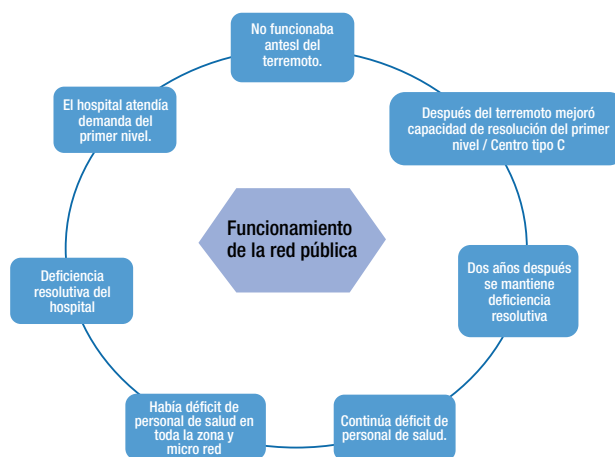 No funcionaba
antesl del
terremoto.
Después del terremoto mejoró
capacidad de resolución del primer
nivel / Centro tipo C
Dos años después
se mantiene
deficiencia
resolutiva
Continúa déficit de
personal de salud.
Había déficit de
personal de salud en
toda la zona y
micro red
Deficiencia
resolutiva del
hospital
El hospital atendía
demanda del
primer nivel.
Funcionamiento
de la red pública